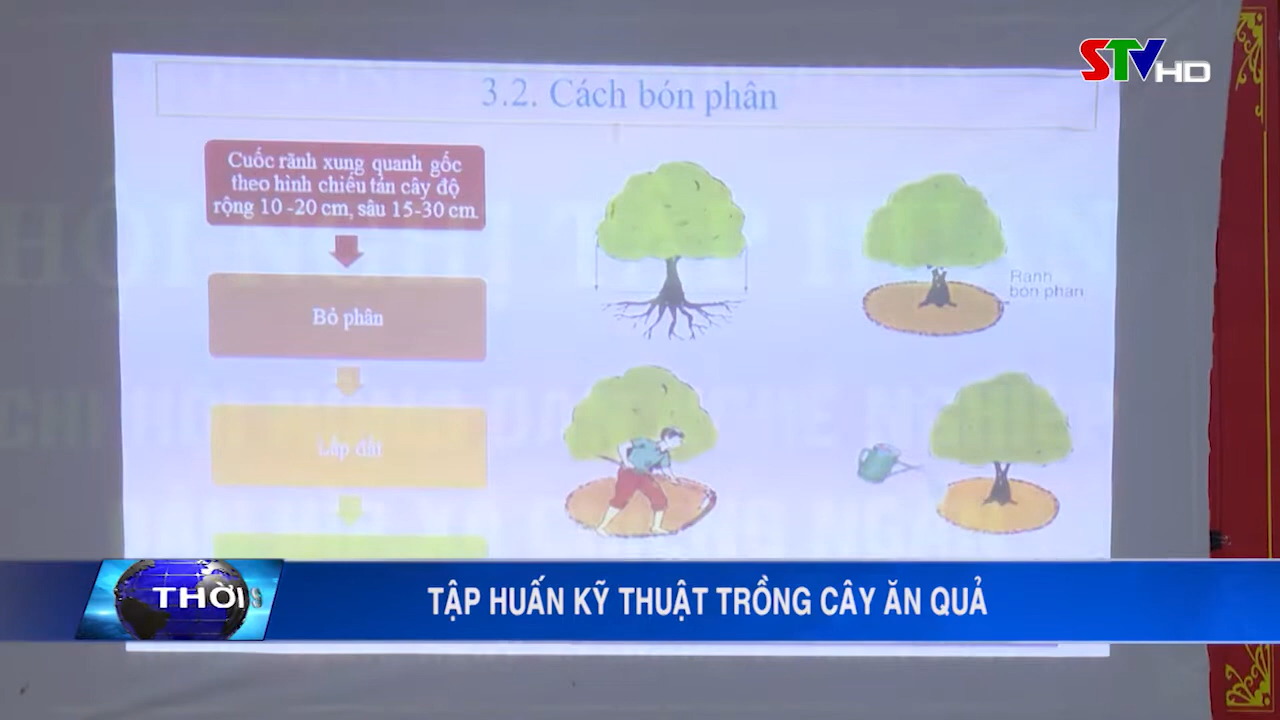 STV HD
3.2. Cách bón phân
Cuốc rãnh xung quanh gốc
theo hình chiếu tán cây độ
rộng 10 -20 cm, sâu 15-30 cm.
Bỏ phân
Lấp đất
Rãnh
bón phân
THỜI S
TẬP HUẤN KỸ THUẬT TRỒNG CÂY ĂN QUẢ